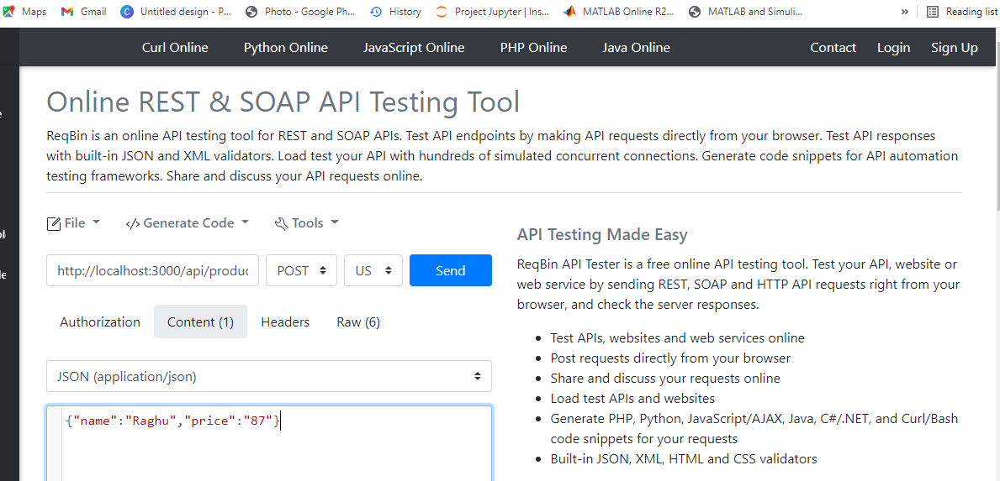 Maps Gmail Untitled design - P... Photo - Google Ph... History Project Jupyter | Ins... MATLAB Online R2... MATLAB and Simuli... » Reading list
Curl Online Python Online JavaScript Online PHP Online Java Online Contact Login Sign Up
Online REST & SOAP API Testing Tool
ReqBin is an online API testing tool for REST and SOAP APIs. Test API endpoints by making API requests directly from your browser. Test API responses
with built-in JSON and XML validators. Load test your API with hundreds of simulated concurrent connections. Generate code snippets for API automation
testing frameworks. Share and discuss your API requests online.
File </> Generate Code Tools
http://localhost:3000/api/produc POST US Send
Authorization Content (1) Headers Raw (6)
JSON (application/json)
{"name":"Raghu","price":"87"}
API Testing Made Easy
ReqBin API Tester is a free online API testing tool. Test your API, website or
web service by sending REST, SOAP and HTTP API requests right from your
browser, and check the server responses.
• Test APIs, websites and web services online
• Post requests directly from your browser
• Share and discuss your requests online
• Load test APIs and websites
• Generate PHP, Python, JavaScript/AJAX, Java, C#/.NET, and Curl/Bash
code snippets for your requests
• Built-in JSON, XML, HTML and CSS validators